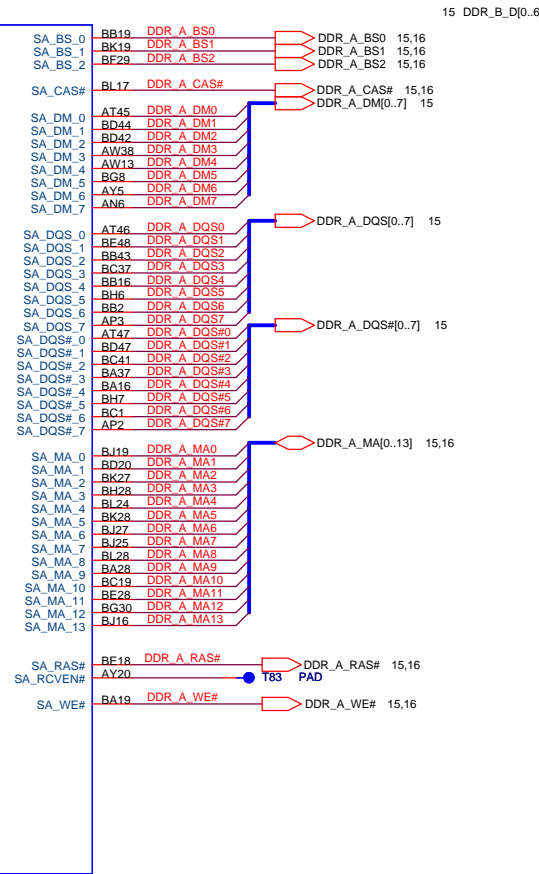 15 DDR_B_D[0..6
SA_BS_0 BB19 DDR_A_BS0 DDR_A_BS0 15,16
SA_BS_1 BK19 DDR_A_BS1 DDR_A_BS1 15,16
SA_BS_2 BF29 DDR_A_BS2 DDR_A_BS2 15,16
SA_CAS# BL17 DDR_A_CAS# DDR_A_CAS# 15,16
DDR_A_DM[0..7] 15
SA_DM_0 AT45 DDR_A_DM0
SA_DM_1 BD44 DDR_A_DM1
SA_DM_2 BD42 DDR_A_DM2
SA_DM_3 AW38 DDR_A_DM3
SA_DM_4 AW13 DDR_A_DM4
SA_DM_5 BG8 DDR_A_DM5
SA_DM_6 AY5 DDR_A_DM6
SA_DM_7 AN6 DDR_A_DM7
DDR_A_DQS[0..7] 15
SA_DQS_0 AT46 DDR_A_DQS0
SA_DQS_1 BE48 DDR_A_DQS1
SA_DQS_2 BB43 DDR_A_DQS2
SA_DQS_3 BC37 DDR_A_DQS3
SA_DQS_4 BB16 DDR_A_DQS4
SA_DQS_5 BH6 DDR_A_DQS5
SA_DQS_6 BB2 DDR_A_DQS6
SA_DQS_7 AP3 DDR_A_DQS7
SA_DQS#_0 AT47 DDR_A_DQS#0 DDR_A_DQS#[0..7] 15
SA_DQS#_1 BD47 DDR_A_DQS#1
SA_DQS#_2 BC41 DDR_A_DQS#2
SA_DQS#_3 BA37 DDR_A_DQS#3
SA_DQS#_4 BA16 DDR_A_DQS#4
SA_DQS#_5 BH7 DDR_A_DQS#5
SA_DQS#_6 BC1 DDR_A_DQS#6
SA_DQS#_7 AP2 DDR_A_DQS#7
DDR_A_MA[0..13] 15,16
SA_MA_0 BJ19 DDR_A_MA0
SA_MA_1 BD20 DDR_A_MA1
SA_MA_2 BK27 DDR_A_MA2
SA_MA_3 BH28 DDR_A_MA3
SA_MA_4 BL24 DDR_A_MA4
SA_MA_5 BK28 DDR_A_MA5
SA_MA_6 BJ27 DDR_A_MA6
SA_MA_7 BJ25 DDR_A_MA7
SA_MA_8 BL28 DDR_A_MA8
SA_MA_9 BA28 DDR_A_MA9
SA_MA_10 BC19 DDR_A_MA10
SA_MA_11 BE28 DDR_A_MA11
SA_MA_12 BG30 DDR_A_MA12
SA_MA_13 BJ16 DDR_A_MA13
SA_RAS# BE18 DDR_A_RAS# DDR_A_RAS# 15,16
SA_RCVEN# AY20 T83 PAD
SA_WE# BA19 DDR_A_WE# DDR_A_WE# 15,16